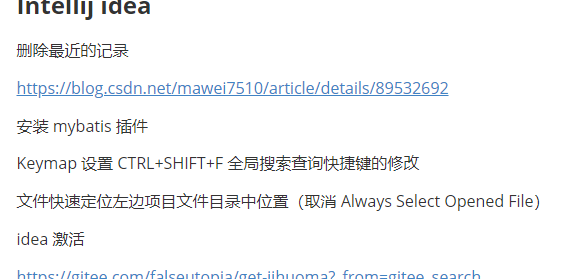 Intellij idea
删除最近的记录
https://blog.csdn.net/mawei7510/article/details/89532692
安装 mybatis 插件
Keymap 设置 CTRL+SHIFT+F 全局搜索查询快捷键的修改
文件快速定位左边项目文件目录中位置（取消 Always Select Opened File）
idea 激活
https://gitee.com/falseutopia/get-jihuoma?_from=gitee_search